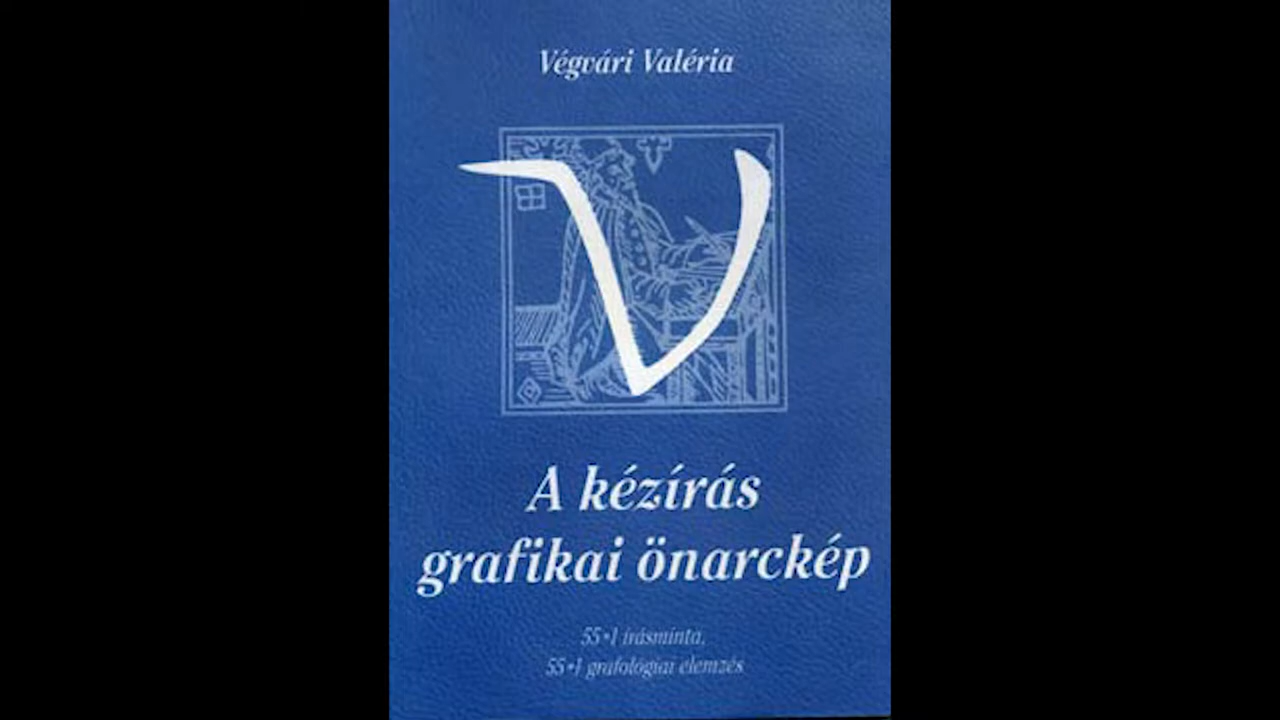 Végvári Valéria
V
A kézírás
grafikai önarckép
55+1 írásminta,
55+1 grafológiai elemzés